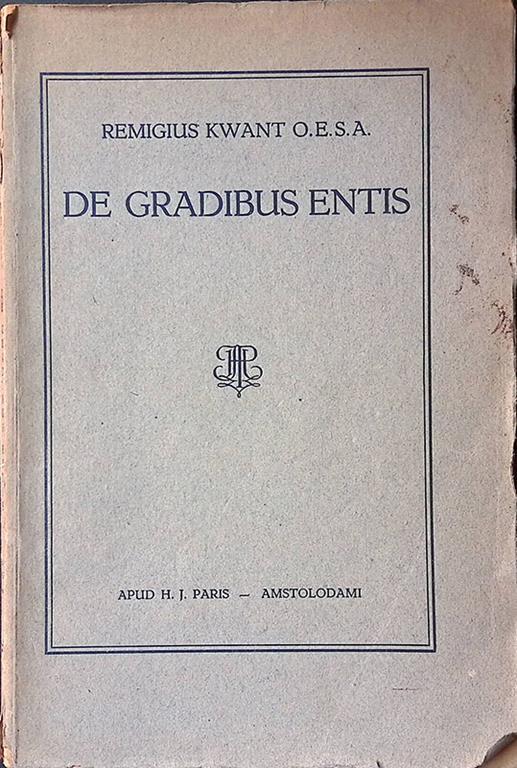 REMIGIUS KWANT O.E.S.A.
DE GRADIBUS ENTIS
APUD H. J. PARIS — AMSTOLODAMI